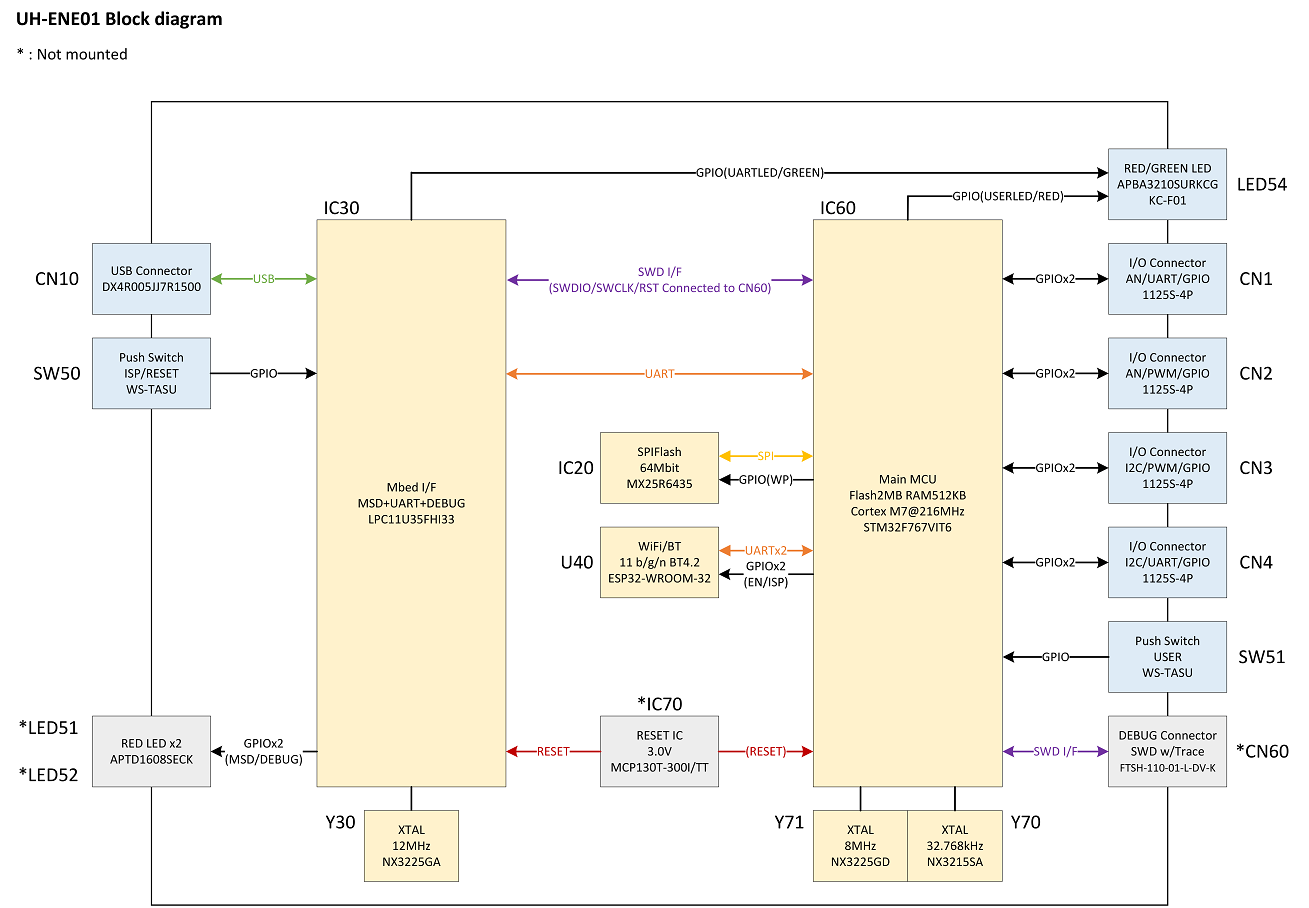 UH-ENE01 Block diagram
* : Not mounted
GPIO(UARTLED/GREEN)
GPIO(USERLED/RED)
RED/GREEN LED
APBA3210SURKCG
KC-F01
LED54
IC30
IC60
CN10
USB Connector
DX4R005JJ7R1500
USB
SWD I/F
(SWDIO/SWCLK/RST Connected to CN60)
GPIOx2
I/O Connector
AN/UART/GPIO
1125S-4P
CN1
SW50
Push Switch
ISP/RESET
WS-TASU
GPIO
UART
GPIOx2
I/O Connector
AN/PWM/GPIO
1125S-4P
CN2
Mbed I/F
MSD+UART+DEBUG
LPC11U35FHI33
IC20
SPIFlash
64Mbit
MX25R6435
SPI
GPIO(WP)
Main MCU
Flash2MB RAM512KB
Cortex M7@216MHz
STM32F767VIT6
GPIOx2
I/O Connector
I2C/PWM/GPIO
1125S-4P
CN3
U40
WiFi/BT
11 b/g/n BT4.2
ESP32-WROOM-32
UARTx2
GPIOx2
(EN/ISP)
GPIOx2
I/O Connector
I2C/UART/GPIO
1125S-4P
CN4
GPIO
Push Switch
USER
WS-TASU
SW51
*LED51
*LED52
RED LED x2
APTD1608SECK
GPIOx2
(MSD/DEBUG)
RESET
*IC70
RESET IC
3.0V
MCP130T-300I/TT
(RESET)
SWD I/F
DEBUG Connector
SWD w/Trace
FTSH-110-01-L-DV-K
*CN60
Y30
XTAL
12MHz
NX3225GA
Y71
XTAL
8MHz
NX3225GD
XTAL
32.768kHz
NX3215SA
Y70